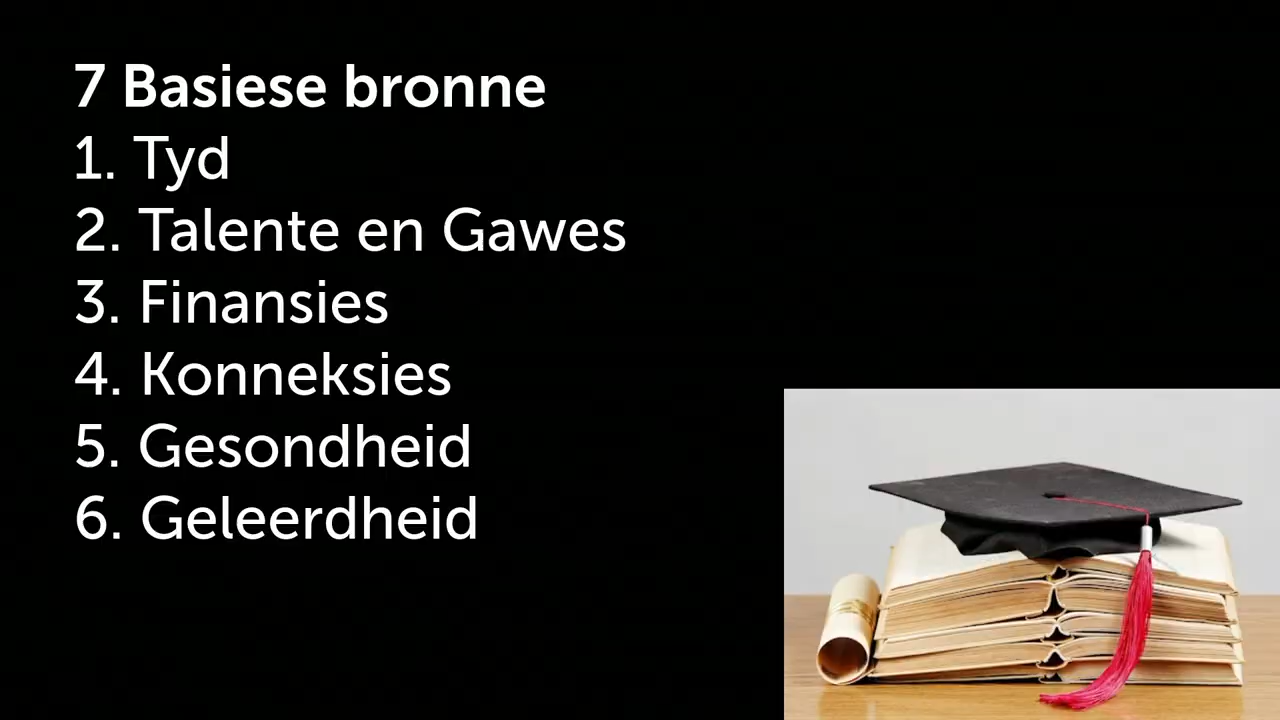 7 Basiese bronne
1. Tyd
2. Talente en Gawes
3. Finansies
4. Konneksies
5. Gesondheid
6. Geleerdheid